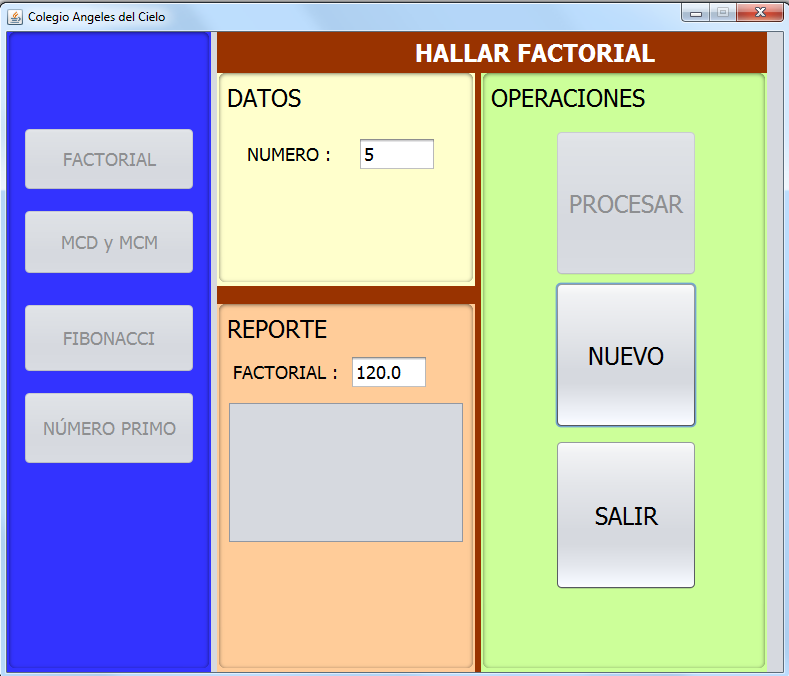 Colegio Angeles del Cielo
FACTORIAL
MCD y MCM
FIBONACCI
NÚMERO PRIMO
HALLAR FACTORIAL
DATOS
NUMERO : 5
REPORTE
FACTORIAL : 120.0
OPERACIONES
PROCESAR
NUEVO
SALIR